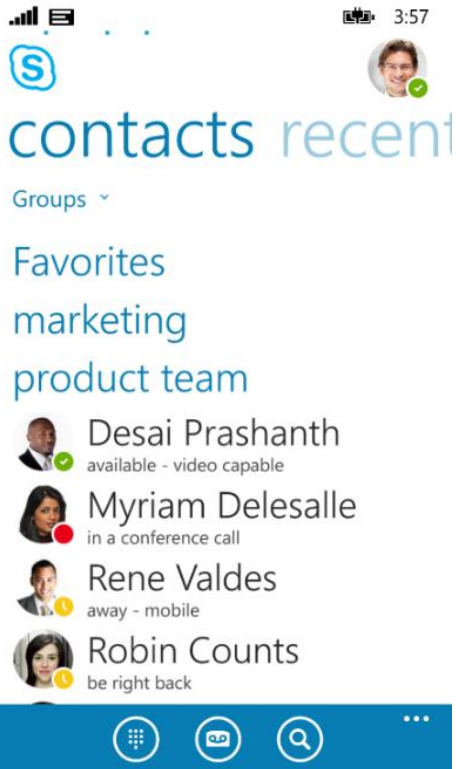 3:57
S
contacts recent
Groups
Favorites
marketing
product team
Desai Prashanth
available - video capable
Myriam Delesalle
in a conference call
Rene Valdes
away - mobile
Robin Counts
be right back